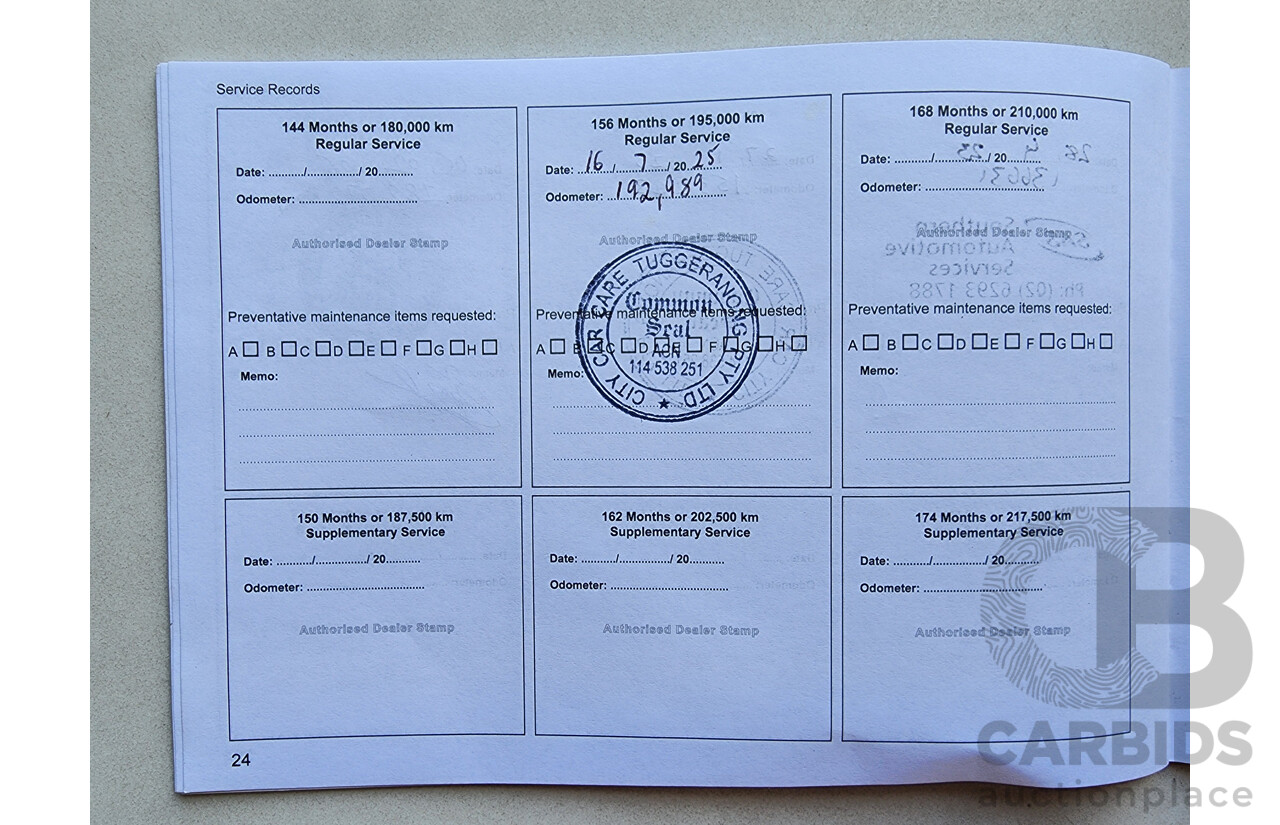 Service Records
144 Months or 180,000 km
Regular Service
Date: ........../................../ 20...........
Odometer: .......................................
Authorised Dealer Stamp
Preventative maintenance items requested:
A B C D E F G H
Memo:
156 Months or 195,000 km
Regular Service
Date: 16 / 7 / 20 25
Odometer: 192,989
Authorised Dealer Stamp
CITY CAR CARE TUGGERANONG PTY LTD
Common
Seal
ACN
114 538 251
Preventative maintenance items requested:
A B C D E F G H
Memo:
168 Months or 210,000 km
Regular Service
Date: ........../................../ 20...........
Odometer: .......................................
Authorised Dealer Stamp
Southern
Automotive
Services
Ph: (02) 6293 1788
Preventative maintenance items requested:
A B C D E F G H
Memo:
150 Months or 187,500 km
Supplementary Service
Date: ........../................../ 20...........
Odometer: .......................................
Authorised Dealer Stamp
162 Months or 202,500 km
Supplementary Service
Date: ........../................../ 20...........
Odometer: .......................................
Authorised Dealer Stamp
174 Months or 217,500 km
Supplementary Service
Date: ........../................../ 20...........
Odometer: .......................................
Authorised Dealer Stamp
24
CB
CARBIDS
auctionplace